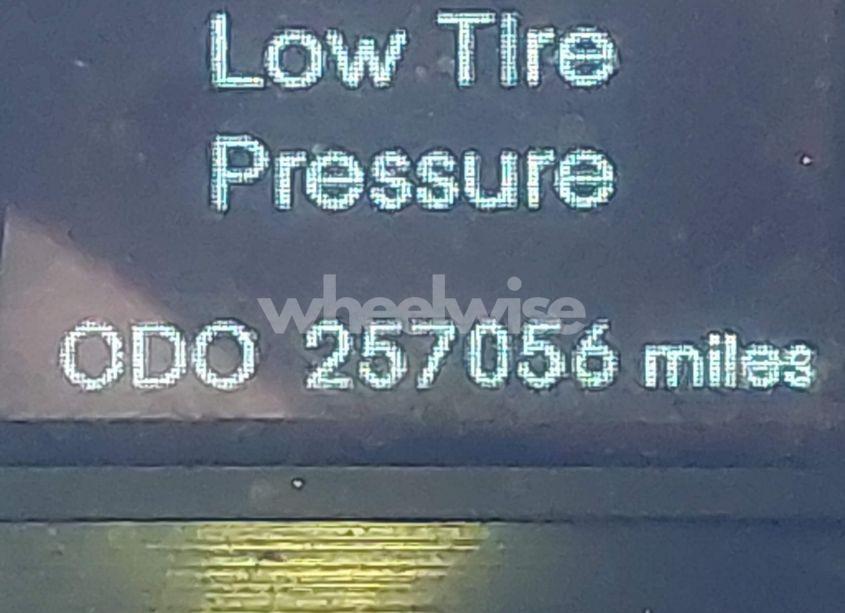 Low Tire
Pressure
wheelwise
ODO 257056 miles